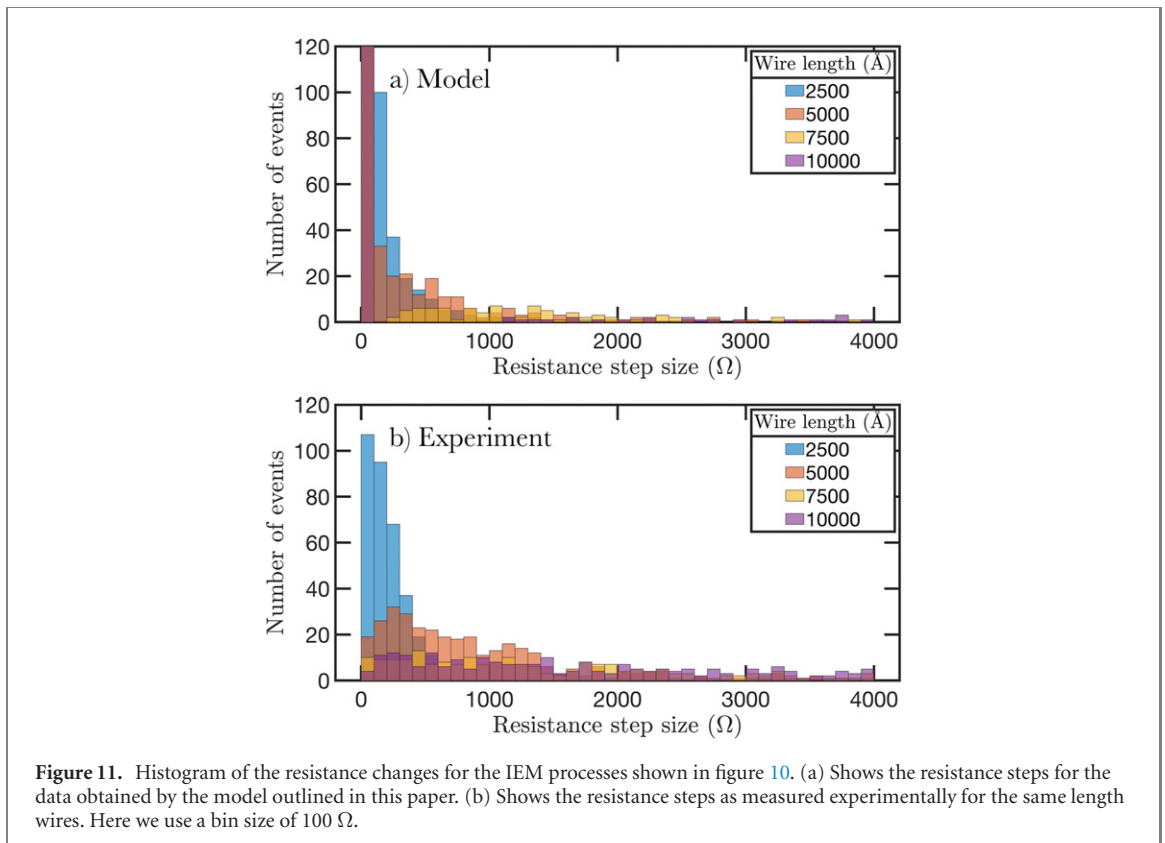 120
100
80
60
40
20
0
Number of events
a) Model
Wire length (Å)
2500
5000
7500
10000
0 1000 2000 3000 4000
Resistance step size (Ω)
120
100
80
60
40
20
0
Number of events
b) Experiment
Wire length (Å)
2500
5000
7500
10000
0 1000 2000 3000 4000
Resistance step size (Ω)
Figure 11. Histogram of the resistance changes for the IEM processes shown in figure 10. (a) Shows the resistance steps for the
data obtained by the model outlined in this paper. (b) Shows the resistance steps as measured experimentally for the same length
wires. Here we use a bin size of 100 Ω.